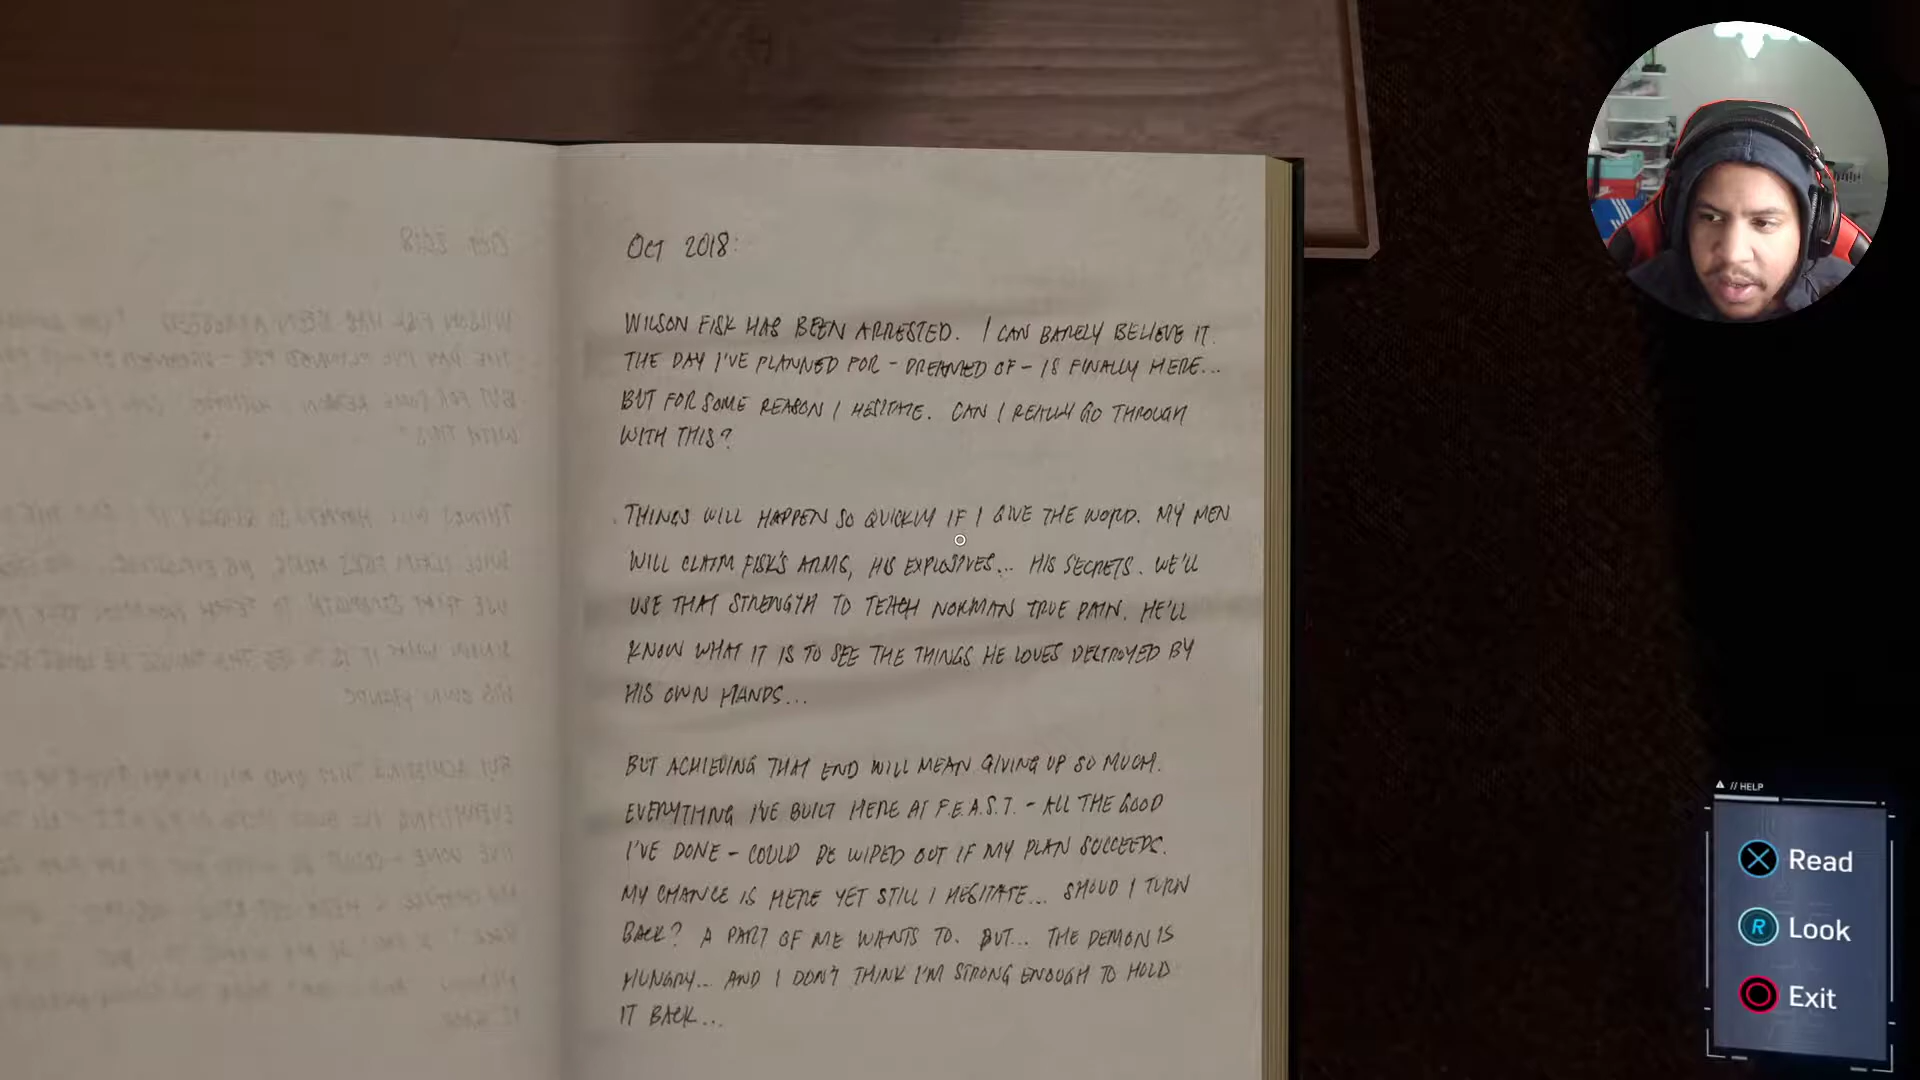 OCT 2018:
WILSON FISK HAS BEEN ARRESTED. I CAN BARELY BELIEVE IT.
THE DAY I'VE PLANNED FOR - DREAMED OF - IS FINALLY HERE...
BUT FOR SOME REASON I HESITATE. CAN I REALLY GO THROUGH
WITH THIS?
THINGS WILL HAPPEN SO QUICKLY IF I GIVE THE WORD. MY MEN
WILL CLAIM FISK'S ARMS, HIS EXPLOSIVES... HIS SECRETS. WE'LL
USE THAT STRENGTH TO TEACH NORMAN TRUE PAIN. HE'LL
KNOW WHAT IT IS TO SEE THE THINGS HE LOVES DESTROYED BY
HIS OWN HANDS...
BUT ACHIEVING THAT END WILL MEAN GIVING UP SO MUCH.
EVERYTHING I'VE BUILT HERE AT F.E.A.S.T. - ALL THE GOOD
I'VE DONE - COULD BE WIPED OUT IF MY PLAN SUCCEEDS.
MY CHANCE IS HERE YET STILL I HESITATE... SHOUD I TURN
BACK? A PART OF ME WANTS TO. BUT... THE DEMON IS
HUNGRY... AND I DON'T THINK I'M STRONG ENOUGH TO HOLD
IT BACK...
// HELP
Read
R Look
Exit